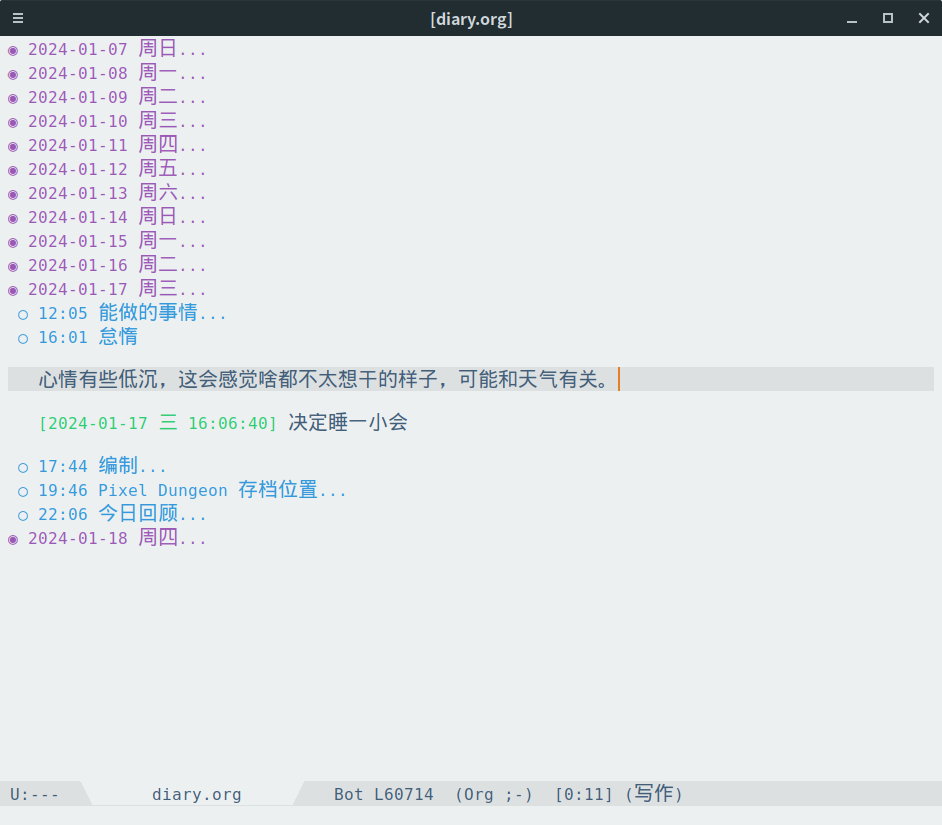 [diary.org]
◉ 2024-01-07 周日...
◉ 2024-01-08 周一...
◉ 2024-01-09 周二...
◉ 2024-01-10 周三...
◉ 2024-01-11 周四...
◉ 2024-01-12 周五...
◉ 2024-01-13 周六...
◉ 2024-01-14 周日...
◉ 2024-01-15 周一...
◉ 2024-01-16 周二...
◉ 2024-01-17 周三...
○ 12:05 能做的事情...
○ 16:01 怠惰
心情有些低沉，这会感觉啥都不太想干的样子，可能和天气有关。
[2024-01-17 三 16:06:40] 决定睡一小会
○ 17:44 编制...
○ 19:46 Pixel Dungeon 存档位置...
○ 22:06 今日回顾...
◉ 2024-01-18 周四...
U:--- diary.org Bot L60714 (Org ;-) [0:11] (写作)